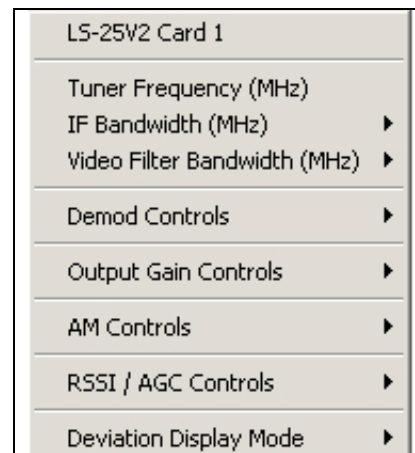 LS-25V2 Card 1
Tuner Frequency (MHz)
IF Bandwidth (MHz)
Video Filter Bandwidth (MHz)
Demod Controls
Output Gain Controls
AM Controls
RSSI / AGC Controls
Deviation Display Mode